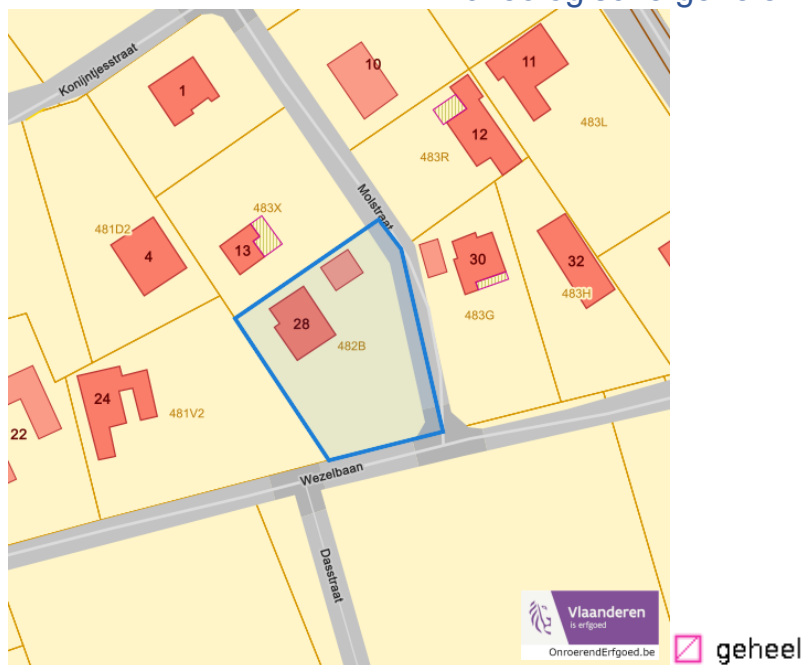 Konijntjesstraat
1
10
11
12
483L
483R
Molstraat
483X
481D2
4
13
30
32
483H
483G
28
482B
24
481V2
22
Wezelbaan
Dasstraat
Vlaanderen
is erfgoed
OnroerendErfgoed.be
geheel